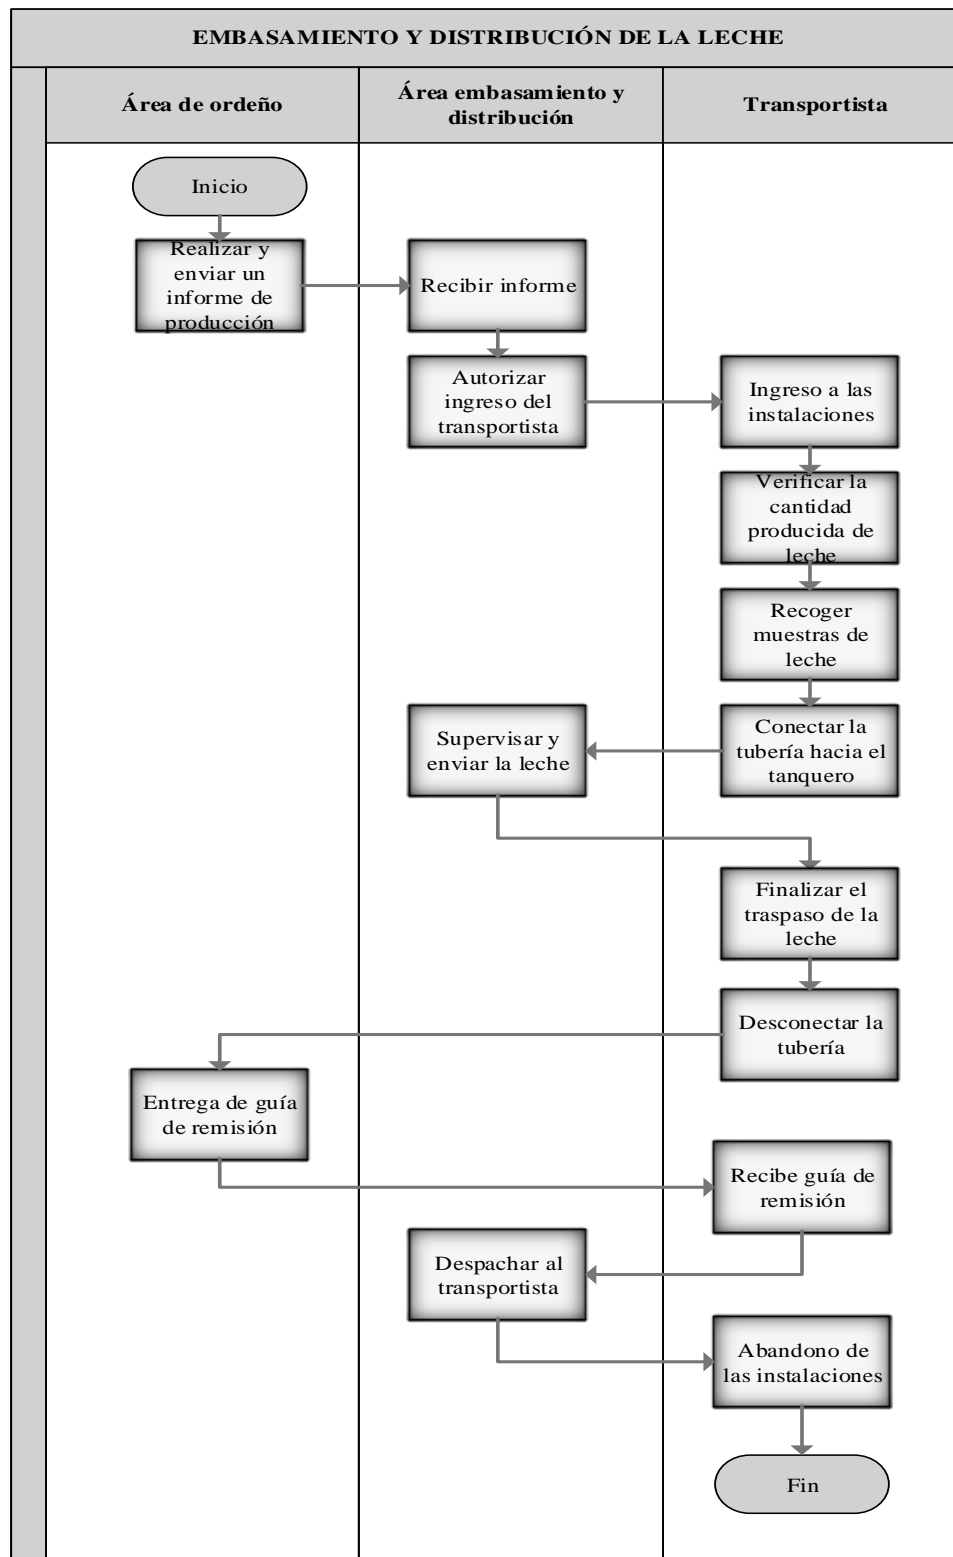 EMBASAMIENTO Y DISTRIBUCIÓN DE LA LECHE
Área de ordeño
Área embasamiento y
distribución
Transportista
Inicio
Realizar y
enviar un
informe de
producción
Recibir informe
Autorizar
ingreso del
transportista
Ingreso a las
instalaciones
Verificar la
cantidad
producida de
leche
Recoger
muestras de
leche
Conectar la
tubería hacia el
tanquero
Supervisar y
enviar la leche
Finalizar el
traspaso de la
leche
Desconectar la
tubería
Entrega de guía
de remisión
Recibe guía de
remisión
Despachar al
transportista
Abandono de
las instalaciones
Fin